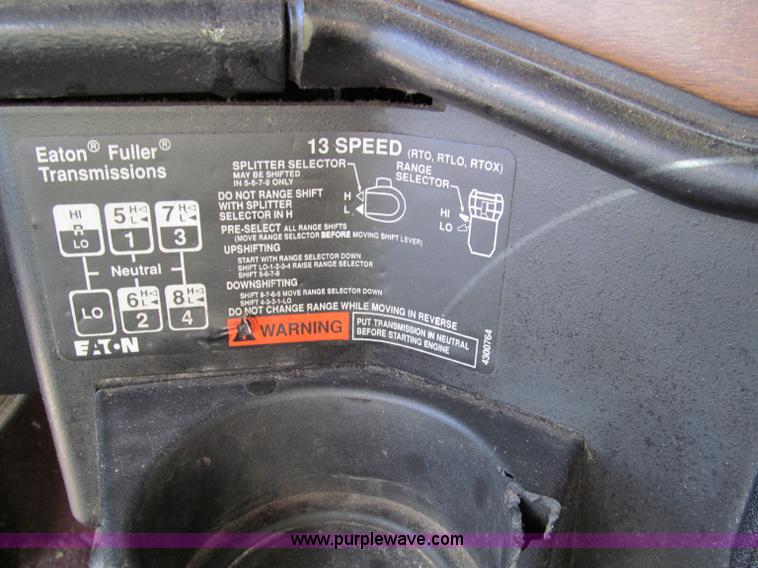 Eaton® Fuller®
Transmissions
13 SPEED (RTO, RTLO, RTOX)
SPLITTER SELECTOR
MAY BE SHIFTED
IN 5-6-7-8 ONLY
RANGE
SELECTOR
DO NOT RANGE SHIFT
WITH SPLITTER
SELECTOR IN H
H
L
HI
LO
PRE-SELECT ALL RANGE SHIFTS
(MOVE RANGE SELECTOR BEFORE MOVING SHIFT LEVER)
UPSHIFTING
START WITH RANGE SELECTOR DOWN
SHIFT LO-1-2-3-4 RAISE RANGE SELECTOR
SHIFT 5-6-7-8
DOWNSHIFTING
SHIFT 8-7-6-5 MOVE RANGE SELECTOR DOWN
SHIFT 4-3-2-1-LO
DO NOT CHANGE RANGE WHILE MOVING IN REVERSE
WARNING
PUT TRANSMISSION IN NEUTRAL
BEFORE STARTING ENGINE
4300764
HI
R
LO
5 H L
1
7 H L
3
Neutral
LO
6 H L
2
8 H L
4
EATON
www.purplewave.com